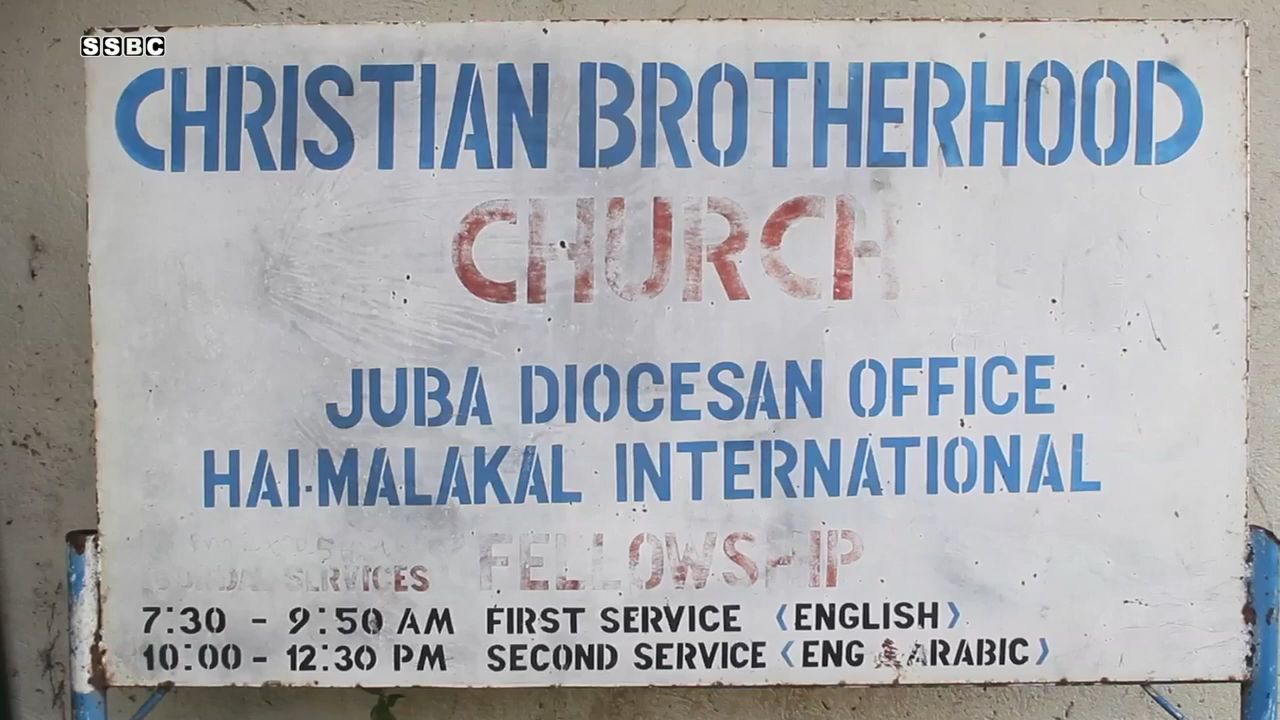 SSBC
CHRISTIAN BROTHERHOOD
CHURCH
JUBA DIOCESAN OFFICE
HAI-MALAKAL INTERNATIONAL
FELLOWSHIP
SUNDAY SERVICES
7:30 - 9:50 AM FIRST SERVICE <ENGLISH>
10:00 - 12:30 PM SECOND SERVICE <ENG & ARABIC>